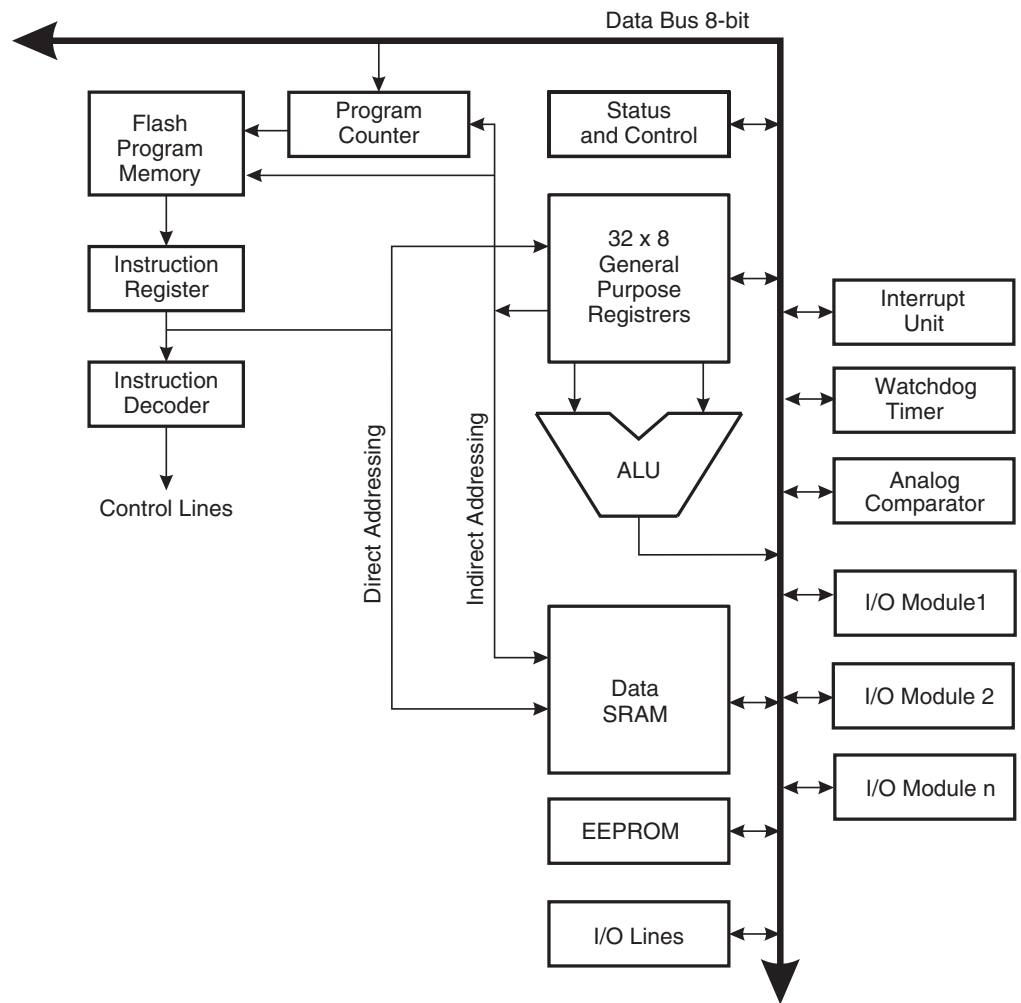 Data Bus 8-bit
Flash
Program
Memory
Program
Counter
Status
and Control
32 x 8
General
Purpose
Registrers
Instruction
Register
Instruction
Decoder
Control Lines
Direct Addressing
Indirect Addressing
ALU
Interrupt
Unit
Watchdog
Timer
Analog
Comparator
I/O Module1
Data
SRAM
I/O Module 2
I/O Module n
EEPROM
I/O Lines